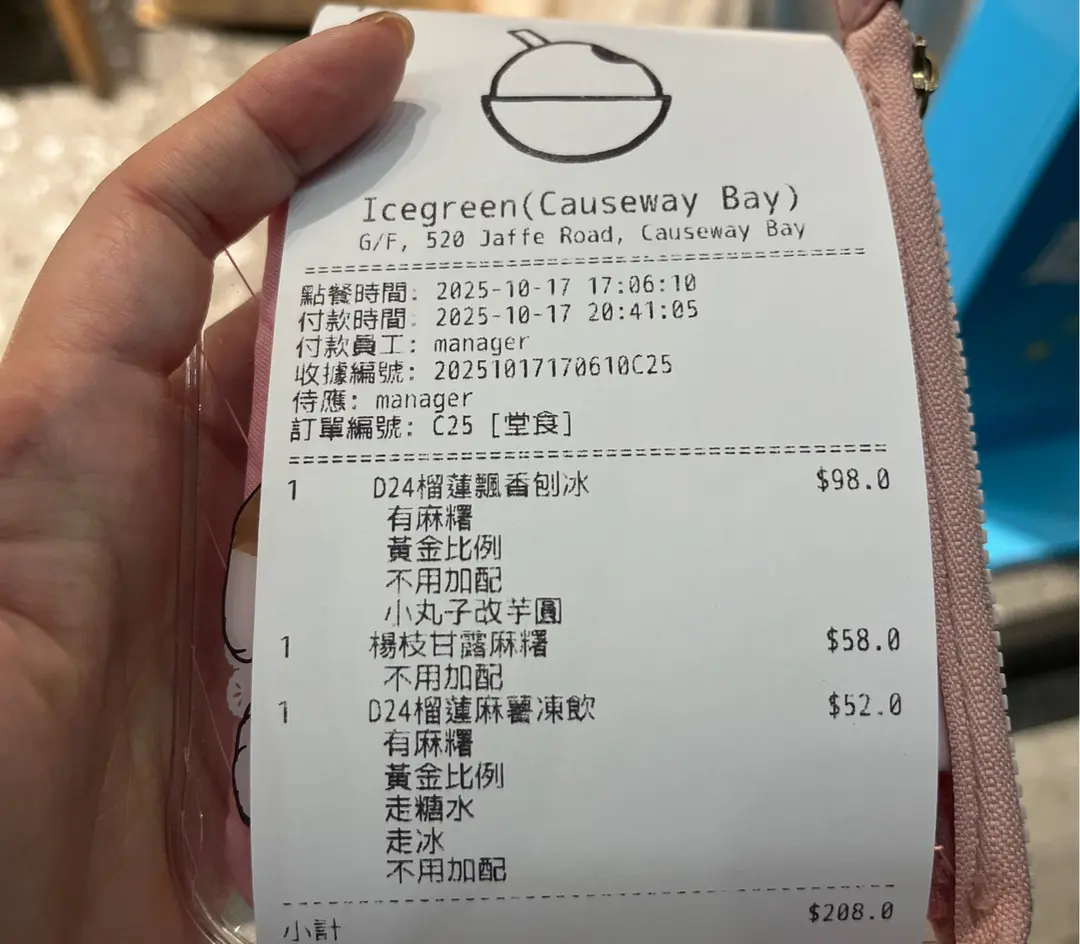 Icegreen(Causeway Bay)
G/F, 520 Jaffe Road, Causeway Bay
點餐時間: 2025-10-17 17:06:10
付款時間: 2025-10-17 20:41:05
付款員工: manager
收據編號: 20251017170610C25
侍應: manager
訂單編號: C25 [堂食]
1 D24榴蓮飄香刨冰 $98.0
有麻糬
黃金比例
不用加配
小丸子改芋圓
1 楊枝甘露麻糬 $58.0
不用加配
1 D24榴蓮麻薯凍飲 $52.0
有麻糬
黃金比例
走糖水
走冰
不用加配
小計 $208.0